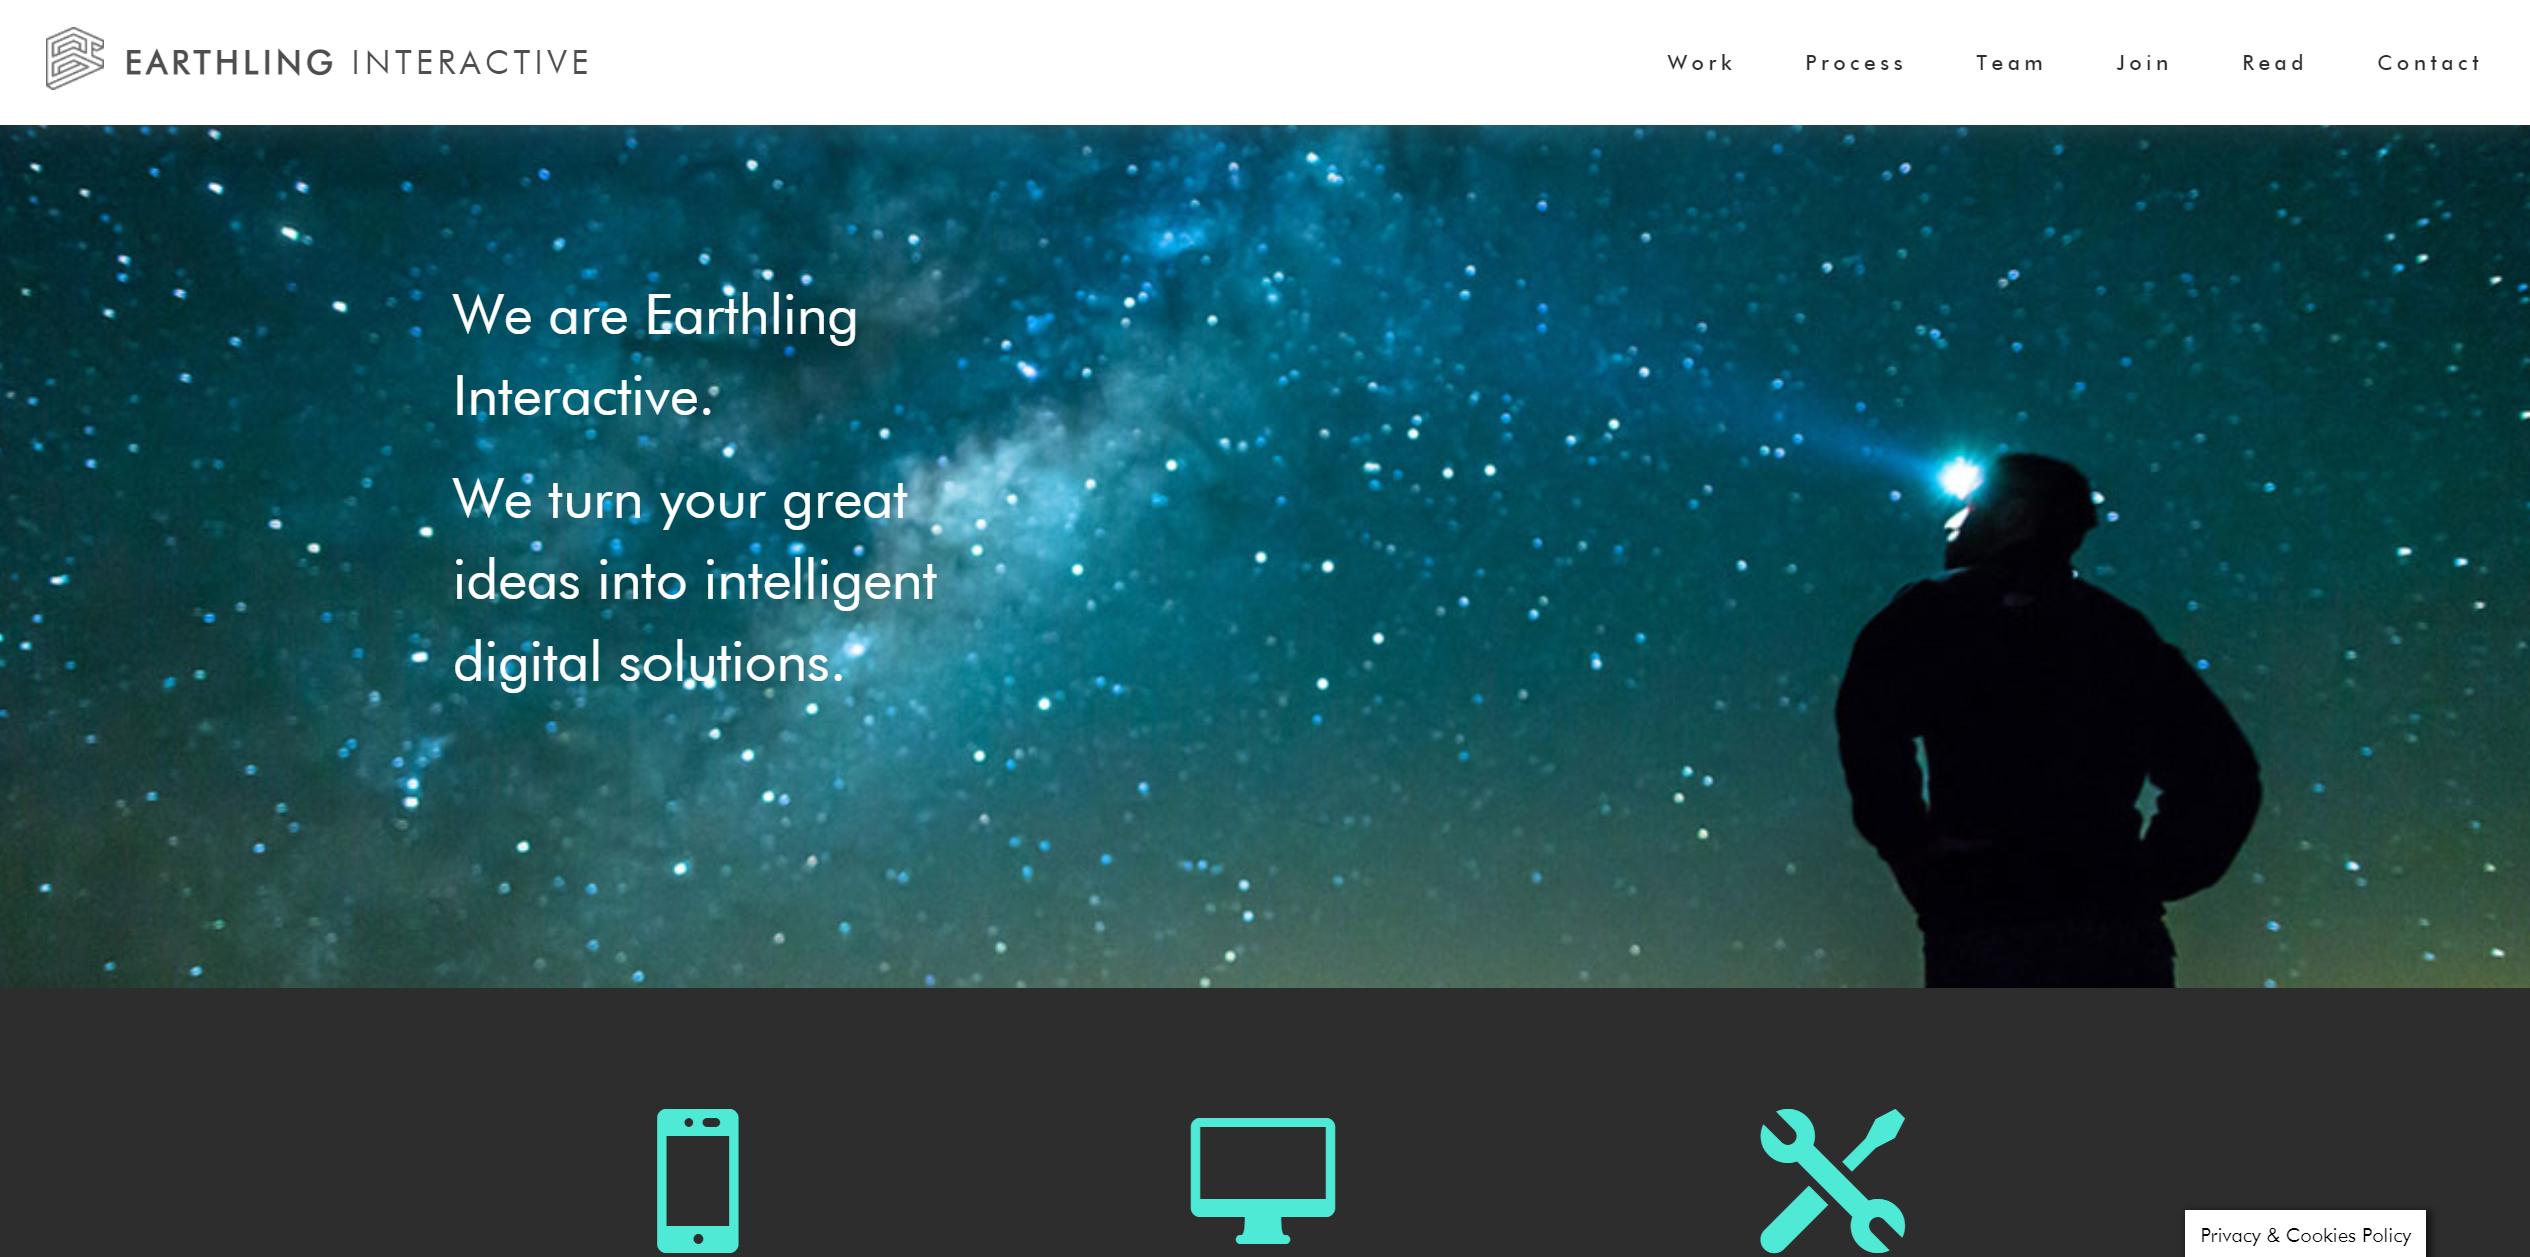 EARTHLING INTERACTIVE
Work Process Team Join Read Contact
We are Earthling
Interactive.
We turn your great
ideas into intelligent
digital solutions.
Privacy & Cookies Policy